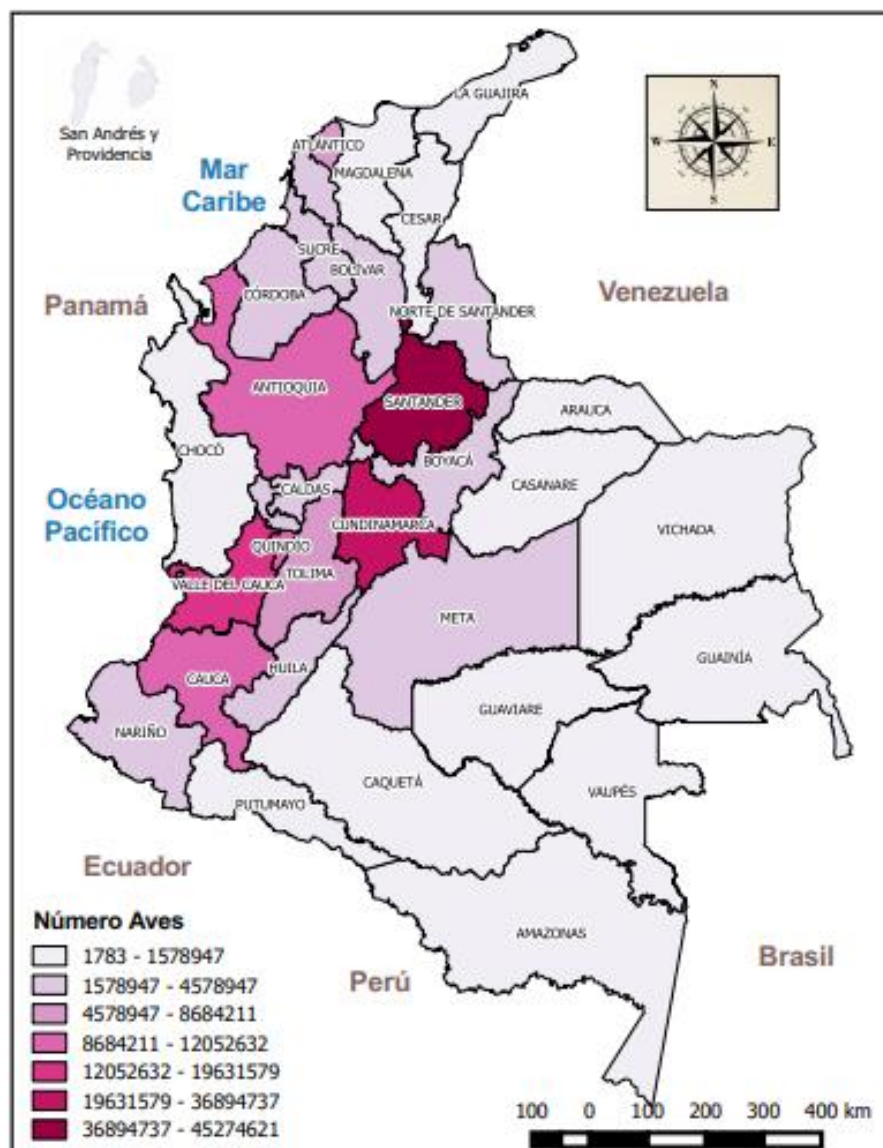 LA GUAJIRA
N
W
E
S
San Andrés y
Providencia
ATLÁNTICO
MAGDALENA
Mar
Caribe
CESAR
SUCRE
BOLIVAR
CÓRDOBA
Panamá
Venezuela
NORTE DE SANTANDER
ANTIOQUIA
SANTANDER
ARAUCA
CHOCÓ
BOYACÁ
CASANARE
CALDAS
Océano
Pacífico
CUNDINAMARCA
VICHADA
QUINDÍO
TOLIMA
VALLE DEL CAUCA
META
GUAINÍA
HUILA
CAUCA
GUAVIARE
NARIÑO
CAQUETÁ
VAUPÉS
PUTUMAYO
Ecuador
Número Aves
AMAZONAS
1783 - 1578947
Brasil
Perú
1578947 - 4578947
4578947 - 8684211
8684211 - 12052632
12052632 - 19631579
19631579 - 36894737
36894737 - 45274621
100 0 100 200 300 400 km